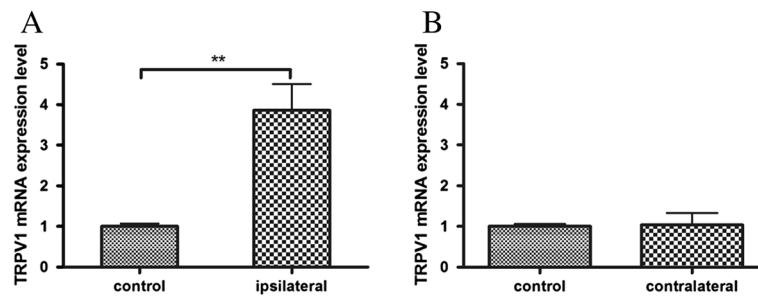 A
TRPV1 mRNA expression level
5
4
3
2
1
0
**
control
ipsilateral
B
TRPV1 mRNA expression level
5
4
3
2
1
0
control
contralateral